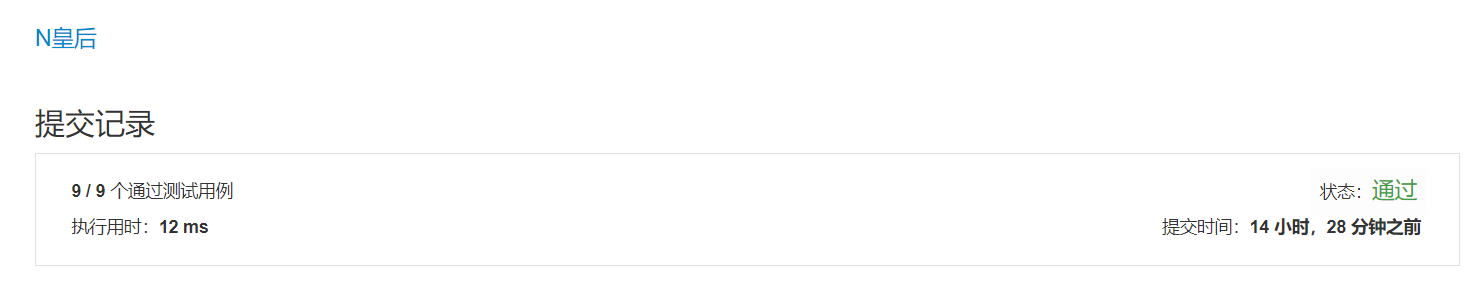 N皇后
提交记录
9 / 9 个通过测试用例
状态：通过
执行用时：12 ms
提交时间：14 小时，28 分钟之前